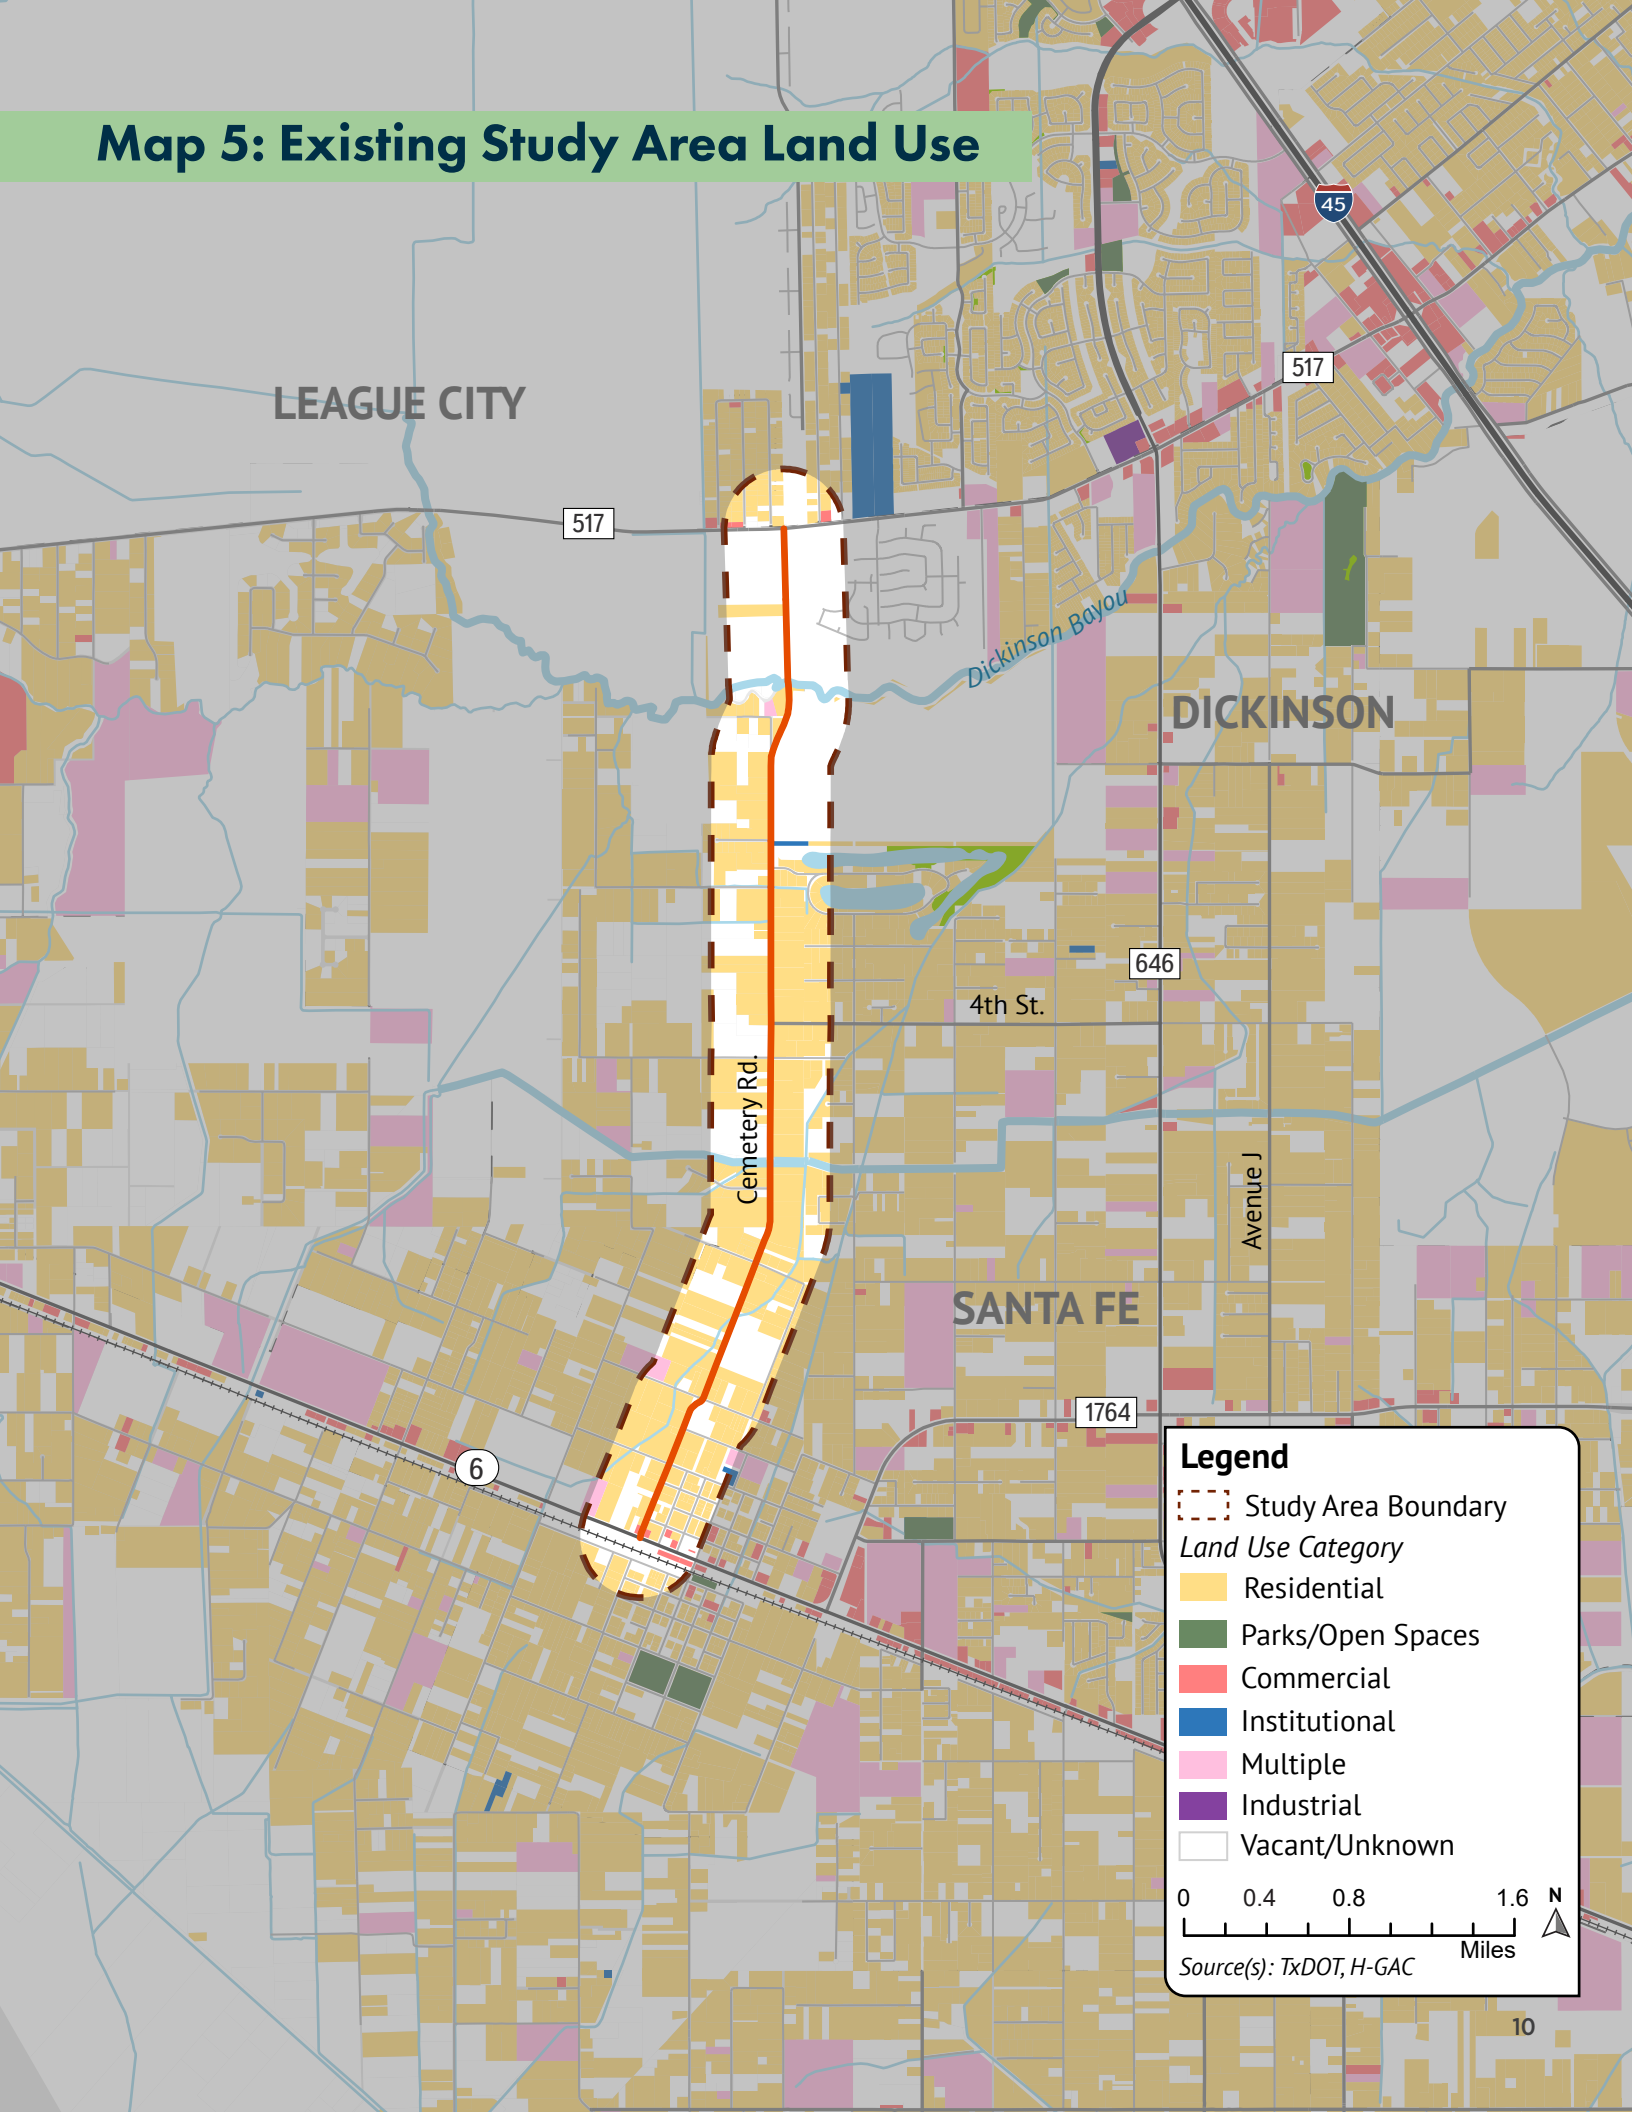 Map 5: Existing Study Area Land Use
45
517
LEAGUE CITY
517
Dickinson Bayou
DICKINSON
646
4th St.
Cemetery Rd.
Avenue J
SANTA FE
1764
6
Legend
Study Area Boundary
Land Use Category
Residential
Parks/Open Spaces
Commercial
Institutional
Multiple
Industrial
Vacant/Unknown
0 0.4 0.8 1.6 N
Miles
Source(s): TxDOT, H-GAC
10